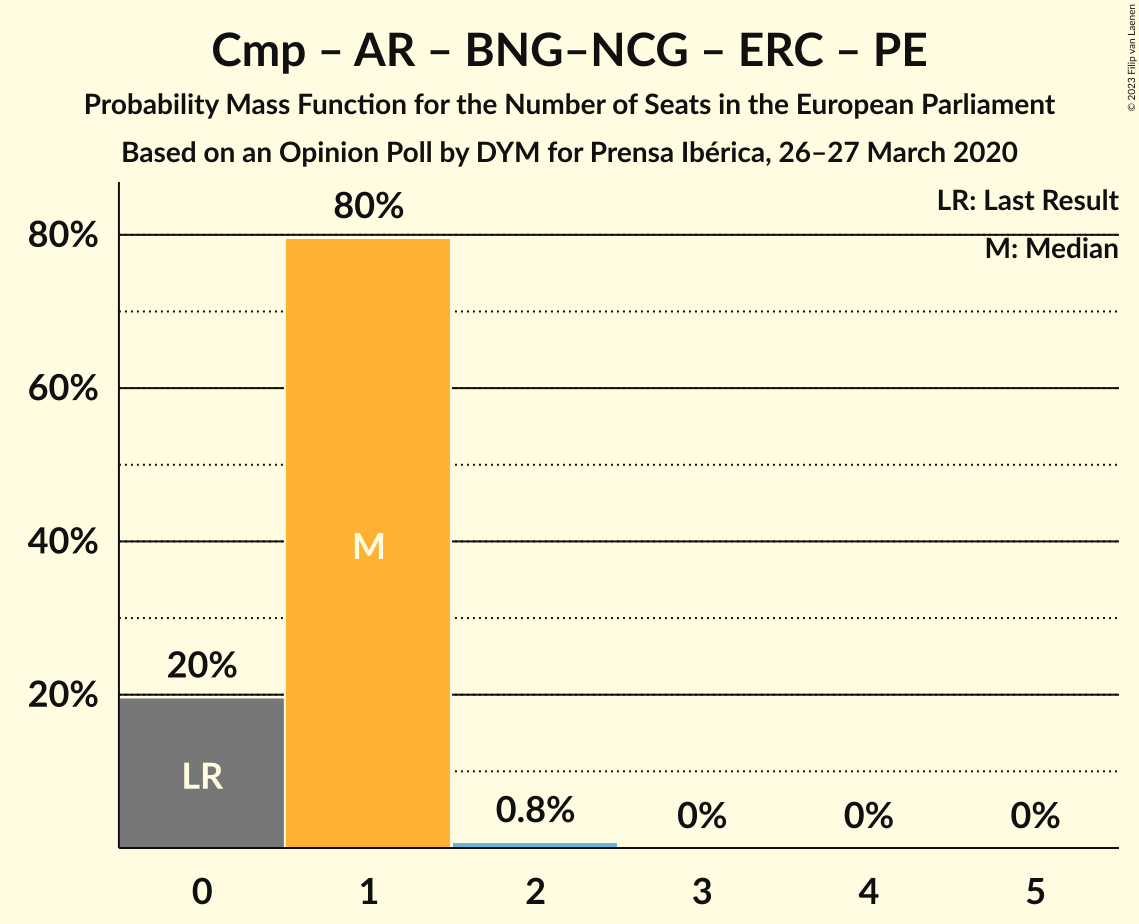 Cmp – AR – BNG–NCG – ERC – PE
Probability Mass Function for the Number of Seats in the European Parliament
Based on an Opinion Poll by DYM for Prensa Ibérica, 26–27 March 2020
© 2023 Filip van Laenen
LR: Last Result
M: Median
80%
60%
40%
20%
20%
80%
0.8%
0%
0%
0%
LR
M
0
1
2
3
4
5